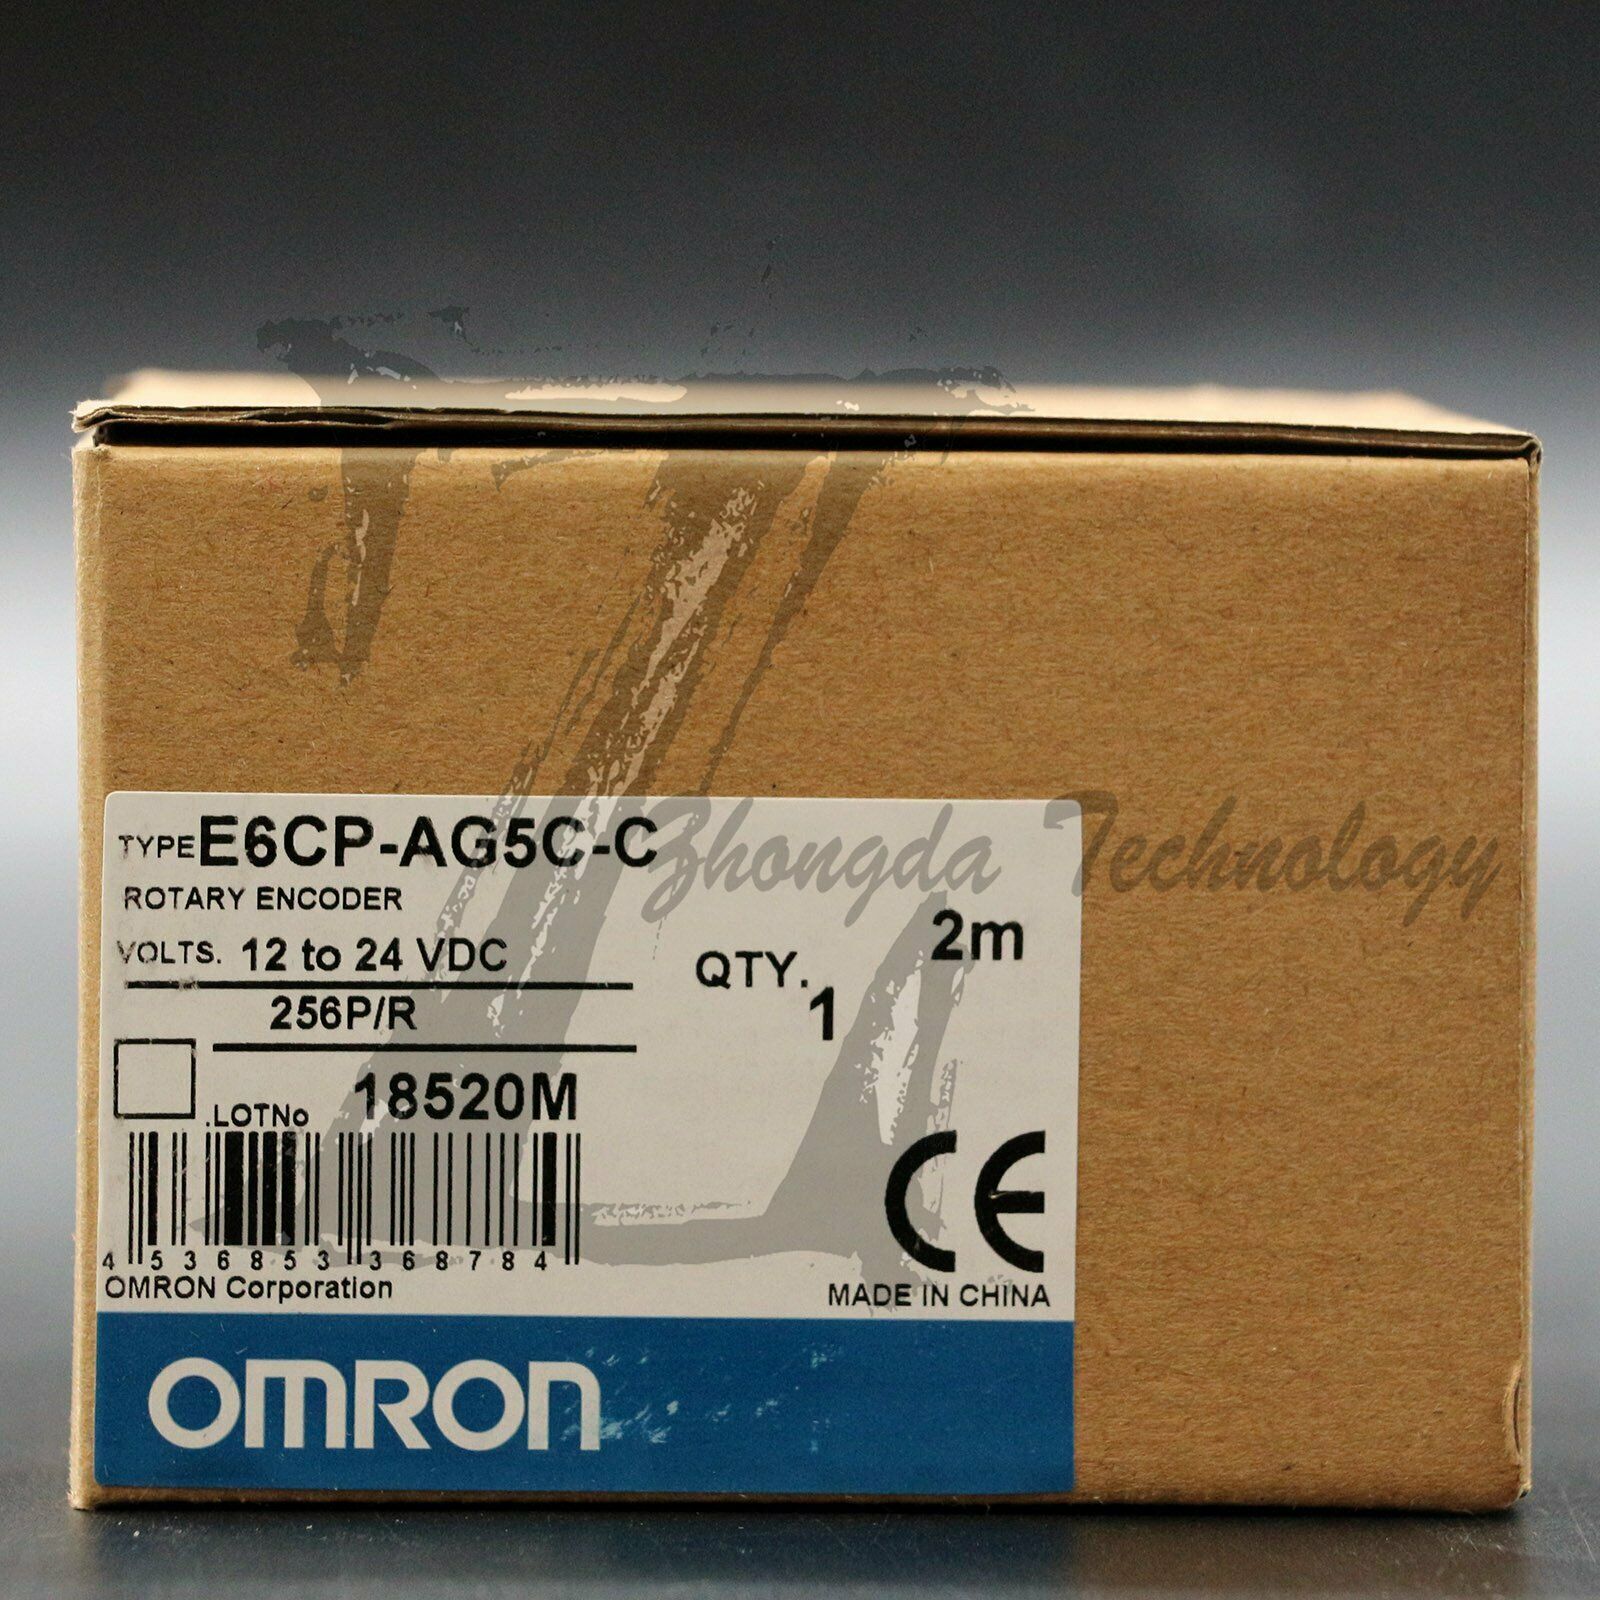 TYPE E6CP-AG5C-C
Zhongda Technology
ROTARY ENCODER
VOLTS. 12 to 24 VDC
QTY. 1
2m
256P/R
.LOTNo 18520M
4 536853 368784
OMRON Corporation
CE
MADE IN CHINA
OMRON